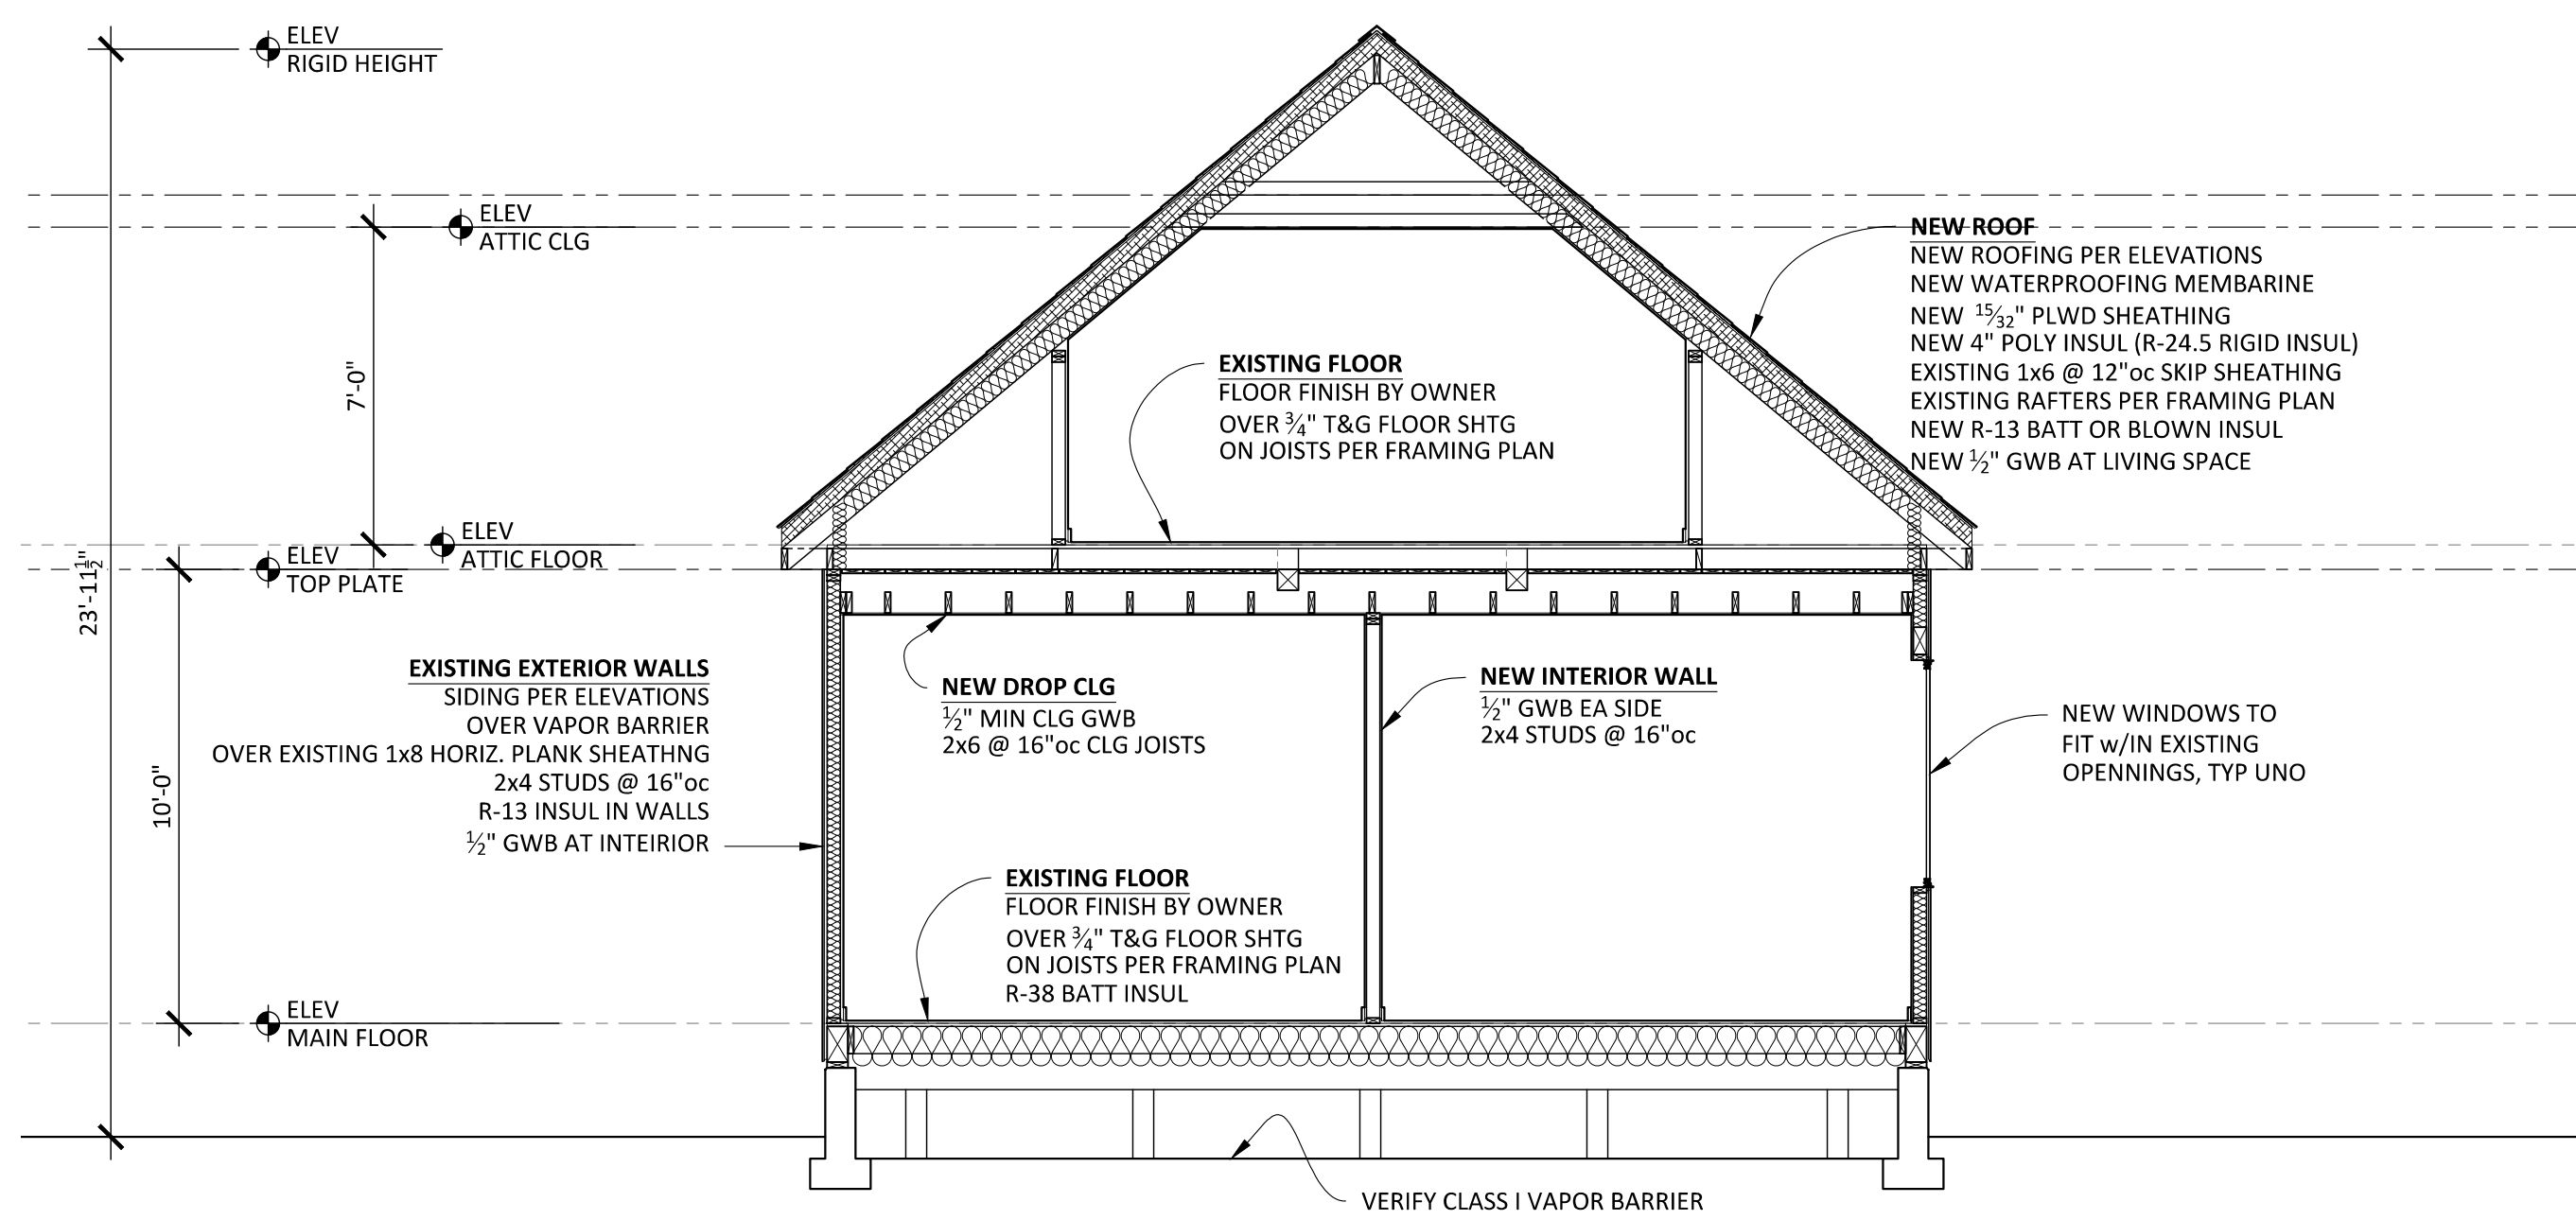 ELEV
RIGID HEIGHT
ELEV
ATTIC CLG
7'-0"
ELEV
ATTIC FLOOR
ELEV
TOP PLATE
23'-11½"
10'-0"
ELEV
MAIN FLOOR
EXISTING EXTERIOR WALLS
SIDING PER ELEVATIONS
OVER VAPOR BARRIER
OVER EXISTING 1x8 HORIZ. PLANK SHEATHNG
2x4 STUDS @ 16"oc
R-13 INSUL IN WALLS
½" GWB AT INTEIRIOR
EXISTING FLOOR
FLOOR FINISH BY OWNER
OVER ¾" T&G FLOOR SHTG
ON JOISTS PER FRAMING PLAN
NEW ROOF
NEW ROOFING PER ELEVATIONS
NEW WATERPROOFING MEMBARINE
NEW 15/32" PLWD SHEATHING
NEW 4" POLY INSUL (R-24.5 RIGID INSUL)
EXISTING 1x6 @ 12"oc SKIP SHEATHING
EXISTING RAFTERS PER FRAMING PLAN
NEW R-13 BATT OR BLOWN INSUL
NEW ½" GWB AT LIVING SPACE
NEW DROP CLG
½" MIN CLG GWB
2x6 @ 16"oc CLG JOISTS
NEW INTERIOR WALL
½" GWB EA SIDE
2x4 STUDS @ 16"oc
NEW WINDOWS TO
FIT w/IN EXISTING
OPENNINGS, TYP UNO
EXISTING FLOOR
FLOOR FINISH BY OWNER
OVER ¾" T&G FLOOR SHTG
ON JOISTS PER FRAMING PLAN
R-38 BATT INSUL
VERIFY CLASS I VAPOR BARRIER